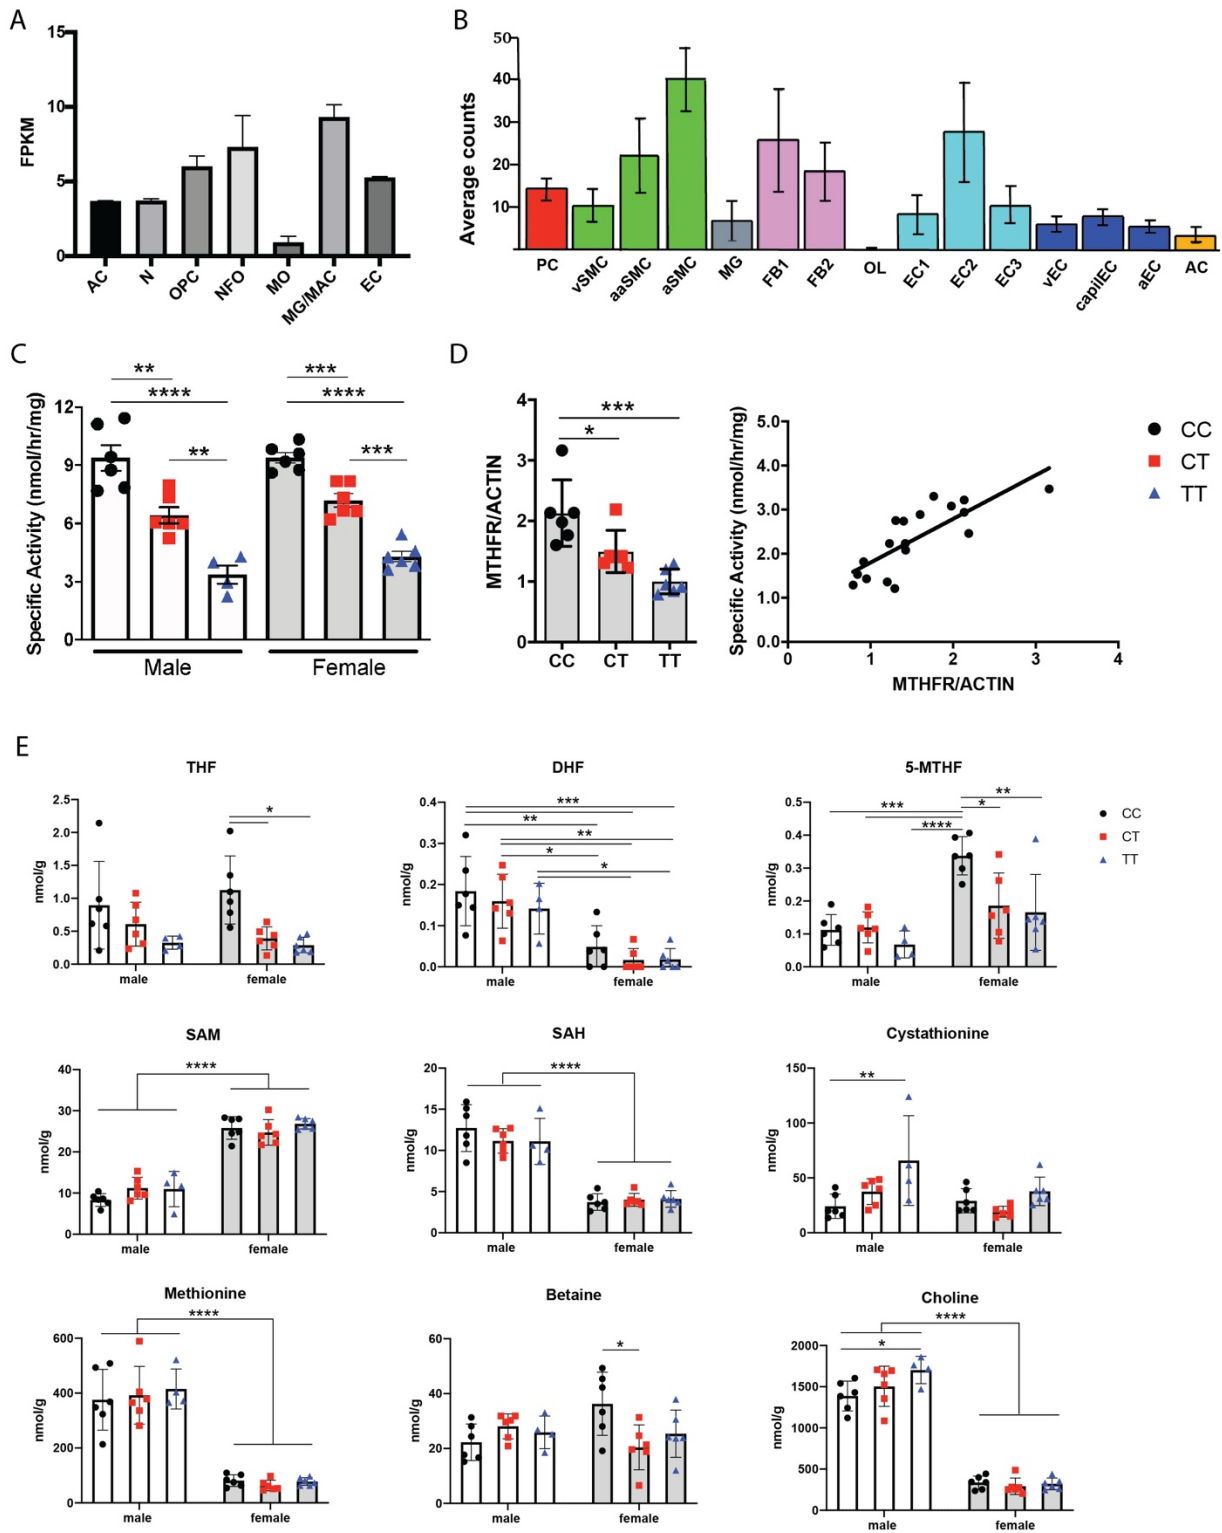 A
15
10
5
0
FPKM
AC
N
OPC
NFO
MO
MG/MAC
EC
B
50
40
30
20
10
Average counts
PC
vSMC
aaSMC
aSMC
MG
FB1
FB2
OL
EC1
EC2
EC3
vEC
capilEC
aEC
AC
C
Specific Activity (nmol/hr/mg)
12
9
6
3
0
**
****
**
***
****
***
Male
Female
D
MTHFR/ACTIN
4
3
2
1
0
***
*
CC
CT
TT
Specific Activity (nmol/hr/mg)
5.0
4.0
3.0
2.0
1.0
0.0
0
1
2
3
4
MTHFR/ACTIN
CC
CT
TT
E
THF
nmol/g
2.5
2.0
1.5
1.0
0.5
0.0
*
male
female
DHF
nmol/g
0.4
0.3
0.2
0.1
0.0
***
**
**
*
*
male
female
5-MTHF
nmol/g
0.5
0.4
0.3
0.2
0.1
0.0
**
***
*
****
male
female
CC
CT
TT
SAM
nmol/g
40
30
20
10
0
****
male
female
SAH
nmol/g
20
15
10
5
0
****
male
female
Cystathionine
nmol/g
150
100
50
0
**
male
female
Methionine
nmol/g
600
400
200
0
****
male
female
Betaine
nmol/g
60
40
20
0
*
male
female
Choline
nmol/g
2000
1500
1000
500
0
****
*
male
female